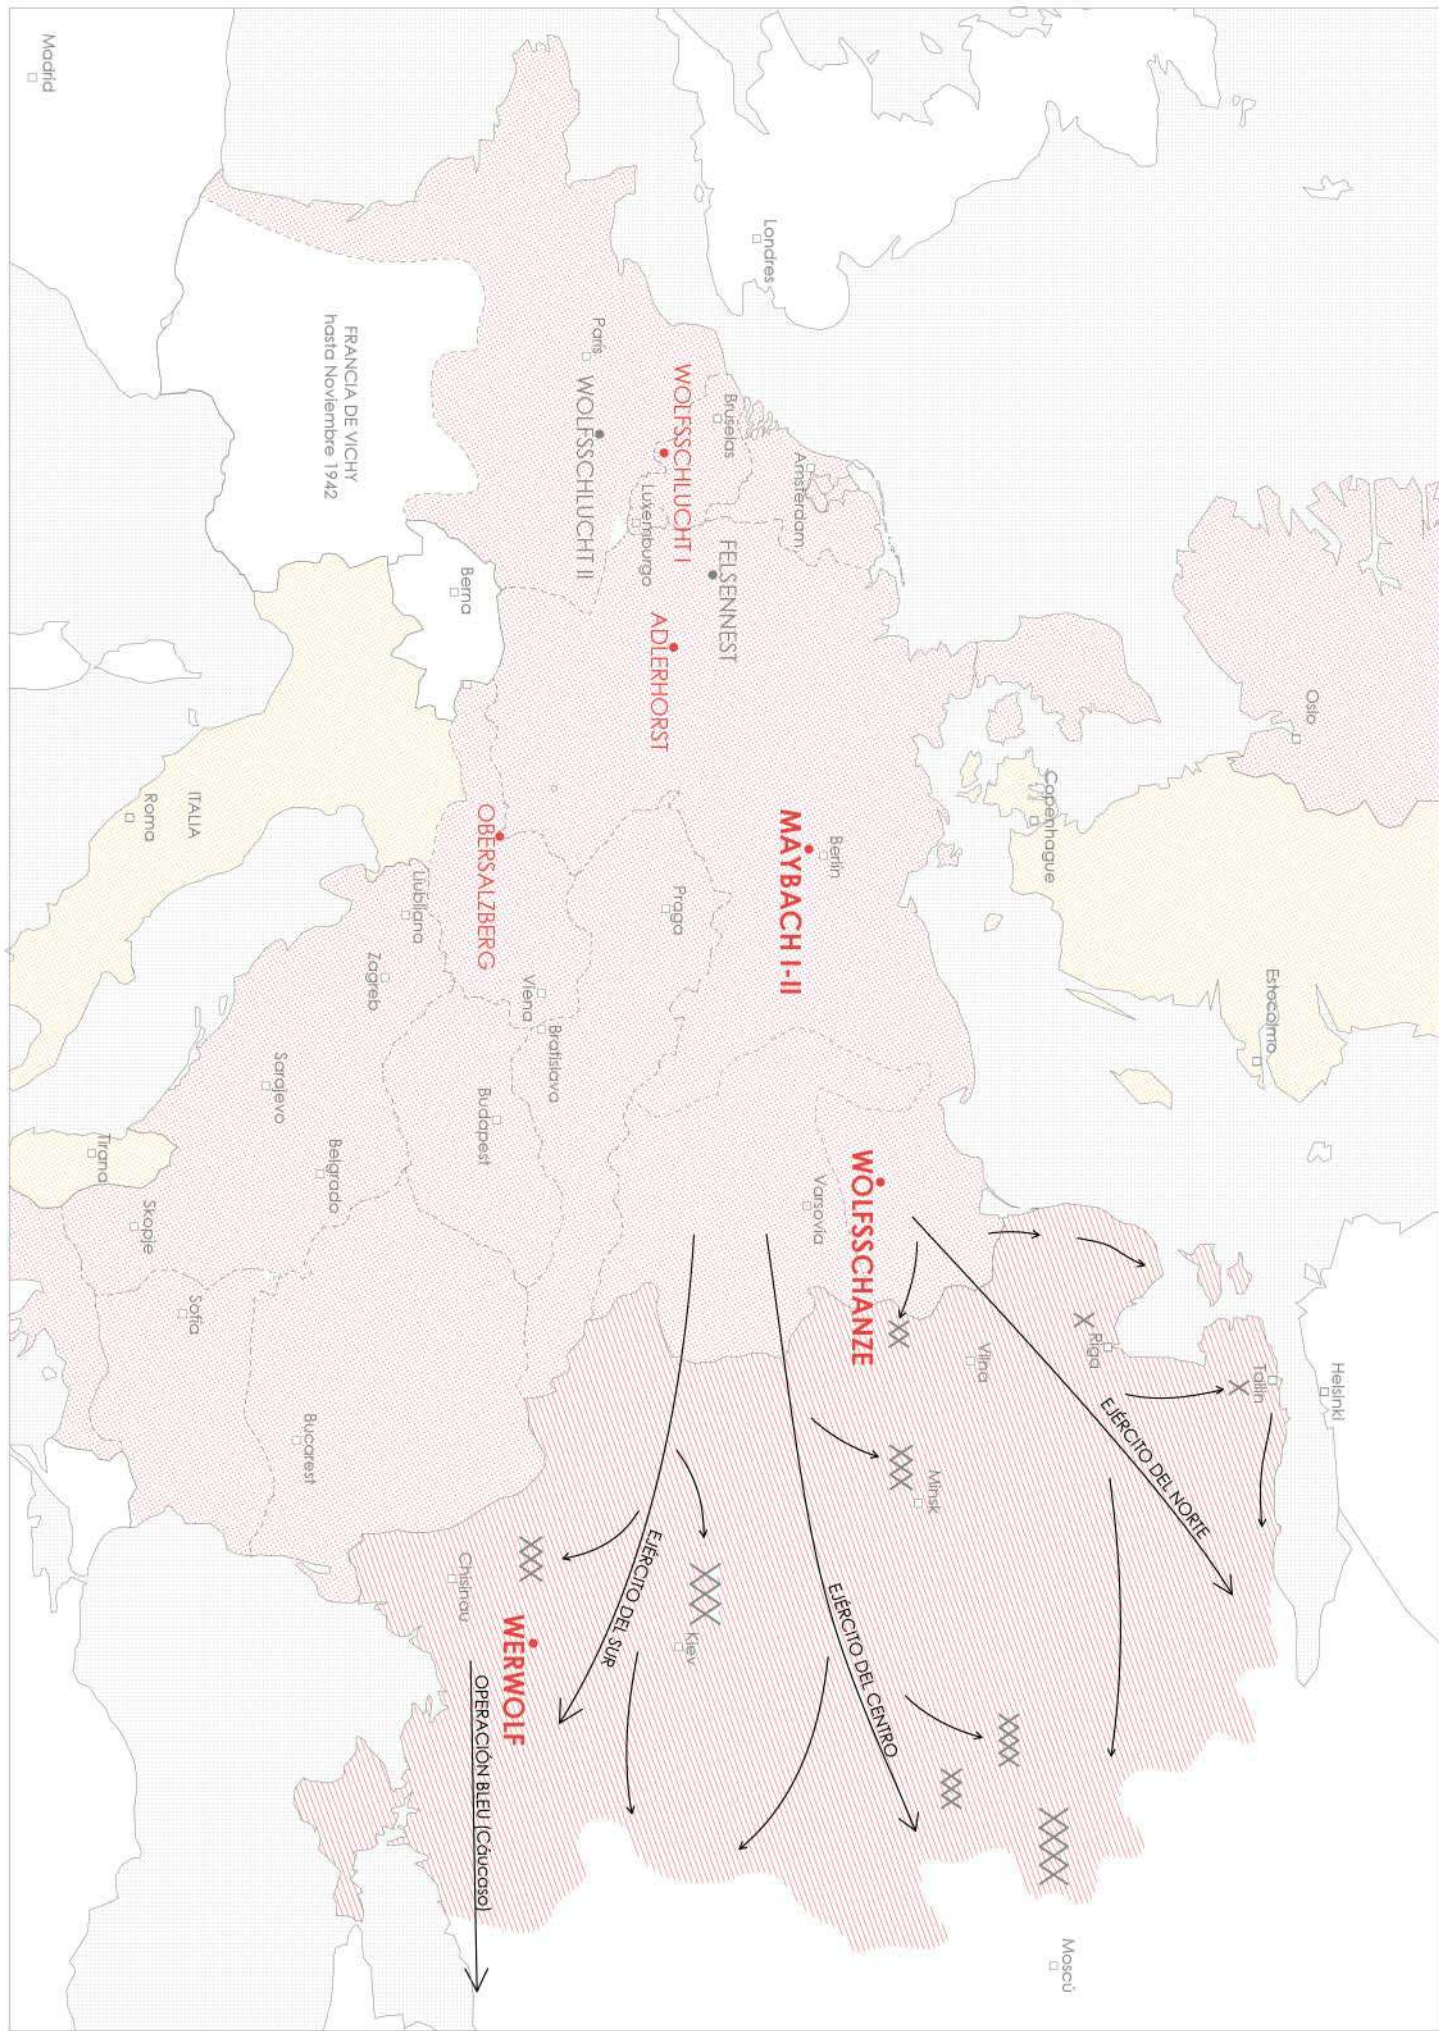 Helsinki
Oslo
Estocolmo
Tallin
Riga
EJÉRCITO DEL NORTE
Moscú
Copenhague
Vilna
Minsk
EJÉRCITO DEL CENTRO
WOLFSSCHANZE
Londres
Amsterdam
Berlín
MAYBACH I-II
Varsovia
Bruselas
FELSENNEST
WOLFSSCHLUCHT I
ADLERHORST
Praga
Kiev
EJÉRCITO DEL SUR
Luxemburgo
París
WOLFSSCHLUCHT II
Viena
Bratislava
WERWOLF
OBERSALZBERG
Budapest
Chisinau
OPERACIÓN BLEU (Cáucaso)
Berna
Liubliana
Zagreb
FRANCIA DE VICHY
hasta Noviembre 1942
Belgrado
Bucarest
Sarajevo
ITALIA
Sofía
Roma
Skopje
Tirana
Madrid